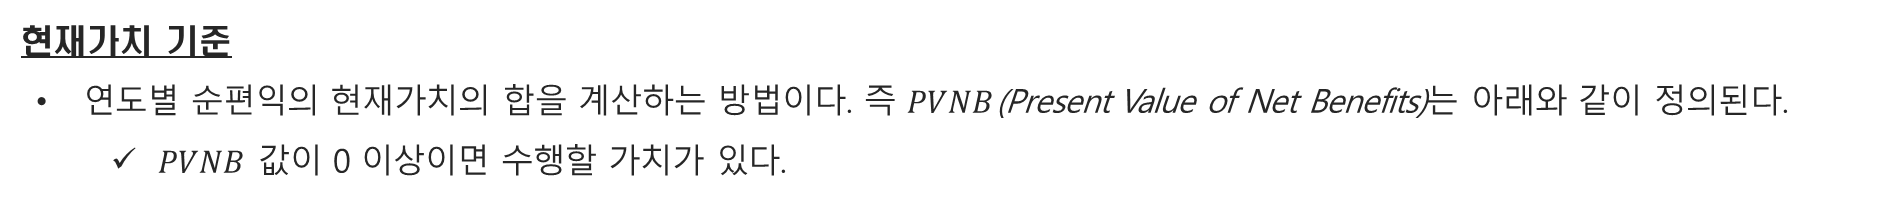 현재가치 기준
• 연도별 순편익의 현재가치의 합을 계산하는 방법이다. 즉 PVNB (Present Value of Net Benefits)는 아래와 같이 정의된다.
✓ PVNB 값이 0 이상이면 수행할 가치가 있다.